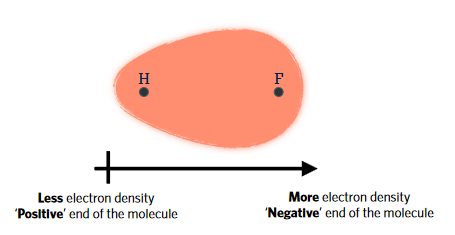 H F
Less electron density
'Positive' end of the molecule
More electron density
'Negative' end of the molecule